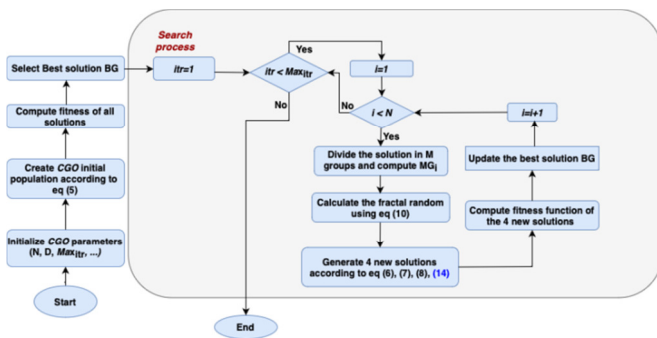 Start
Initialize CGO parameters
(N, D, Maxitr, ...)
Create CGO initial
population according to
eq (5)
Compute fitness of all
solutions
Select Best solution BG
Search
process
itr=1
itr < Maxitr
Yes
No
i=1
i < N
No
Yes
Divide the solution in M
groups and compute MGi
Calculate the fractal random
using eq (10)
Generate 4 new solutions
according to eq (6), (7), (8), (14)
Compute fitness function of
the 4 new solutions
Update the best solution BG
i=i+1
End